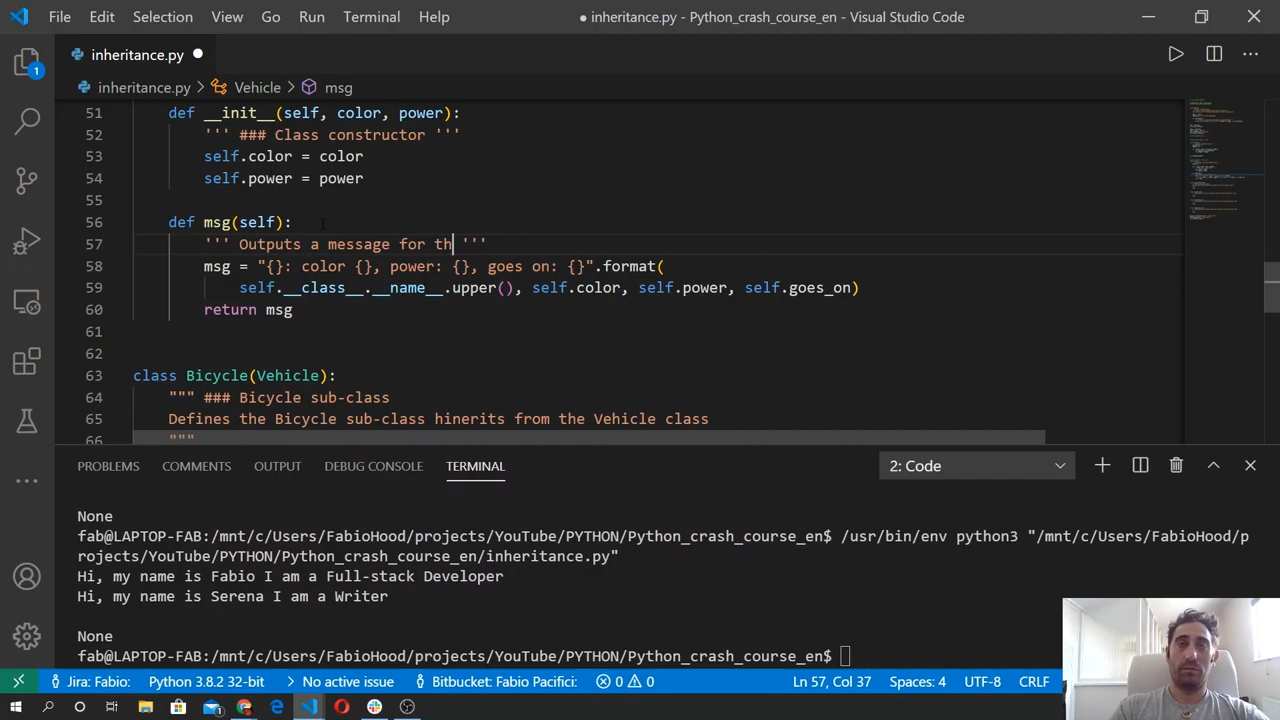 File Edit Selection View Go Run Terminal Help ● inheritance.py - Python_crash_course_en - Visual Studio Code
inheritance.py ●
inheritance.py > Vehicle > msg
1
51 def __init__(self, color, power):
52 ''' ### Class constructor '''
53 self.color = color
54 self.power = power
55
56 def msg(self):
57 ''' Outputs a message for th '''
58 msg = "{}: color {}, power: {}, goes on: {}".format(
59 self.__class__.__name__.upper(), self.color, self.power, self.goes_on)
60 return msg
61
62
63 class Bicycle(Vehicle):
64 """ ### Bicycle sub-class
65 Defines the Bicycle sub-class hinerits from the Vehicle class
66 """
PROBLEMS COMMENTS OUTPUT DEBUG CONSOLE TERMINAL 2: Code
None
fab@LAPTOP-FAB:/mnt/c/Users/FabioHood/projects/YouTube/PYTHON/Python_crash_course_en$ /usr/bin/env python3 "/mnt/c/Users/FabioHood/p
rojects/YouTube/PYTHON/Python_crash_course_en/inheritance.py"
Hi, my name is Fabio I am a Full-stack Developer
Hi, my name is Serena I am a Writer
None
fab@LAPTOP-FAB:/mnt/c/Users/FabioHood/projects/YouTube/PYTHON/Python_crash_course_en$
Jira: Fabio: Python 3.8.2 32-bit No active issue Bitbucket: Fabio Pacifici: 0 0 Ln 57, Col 37 Spaces: 4 UTF-8 CRLF